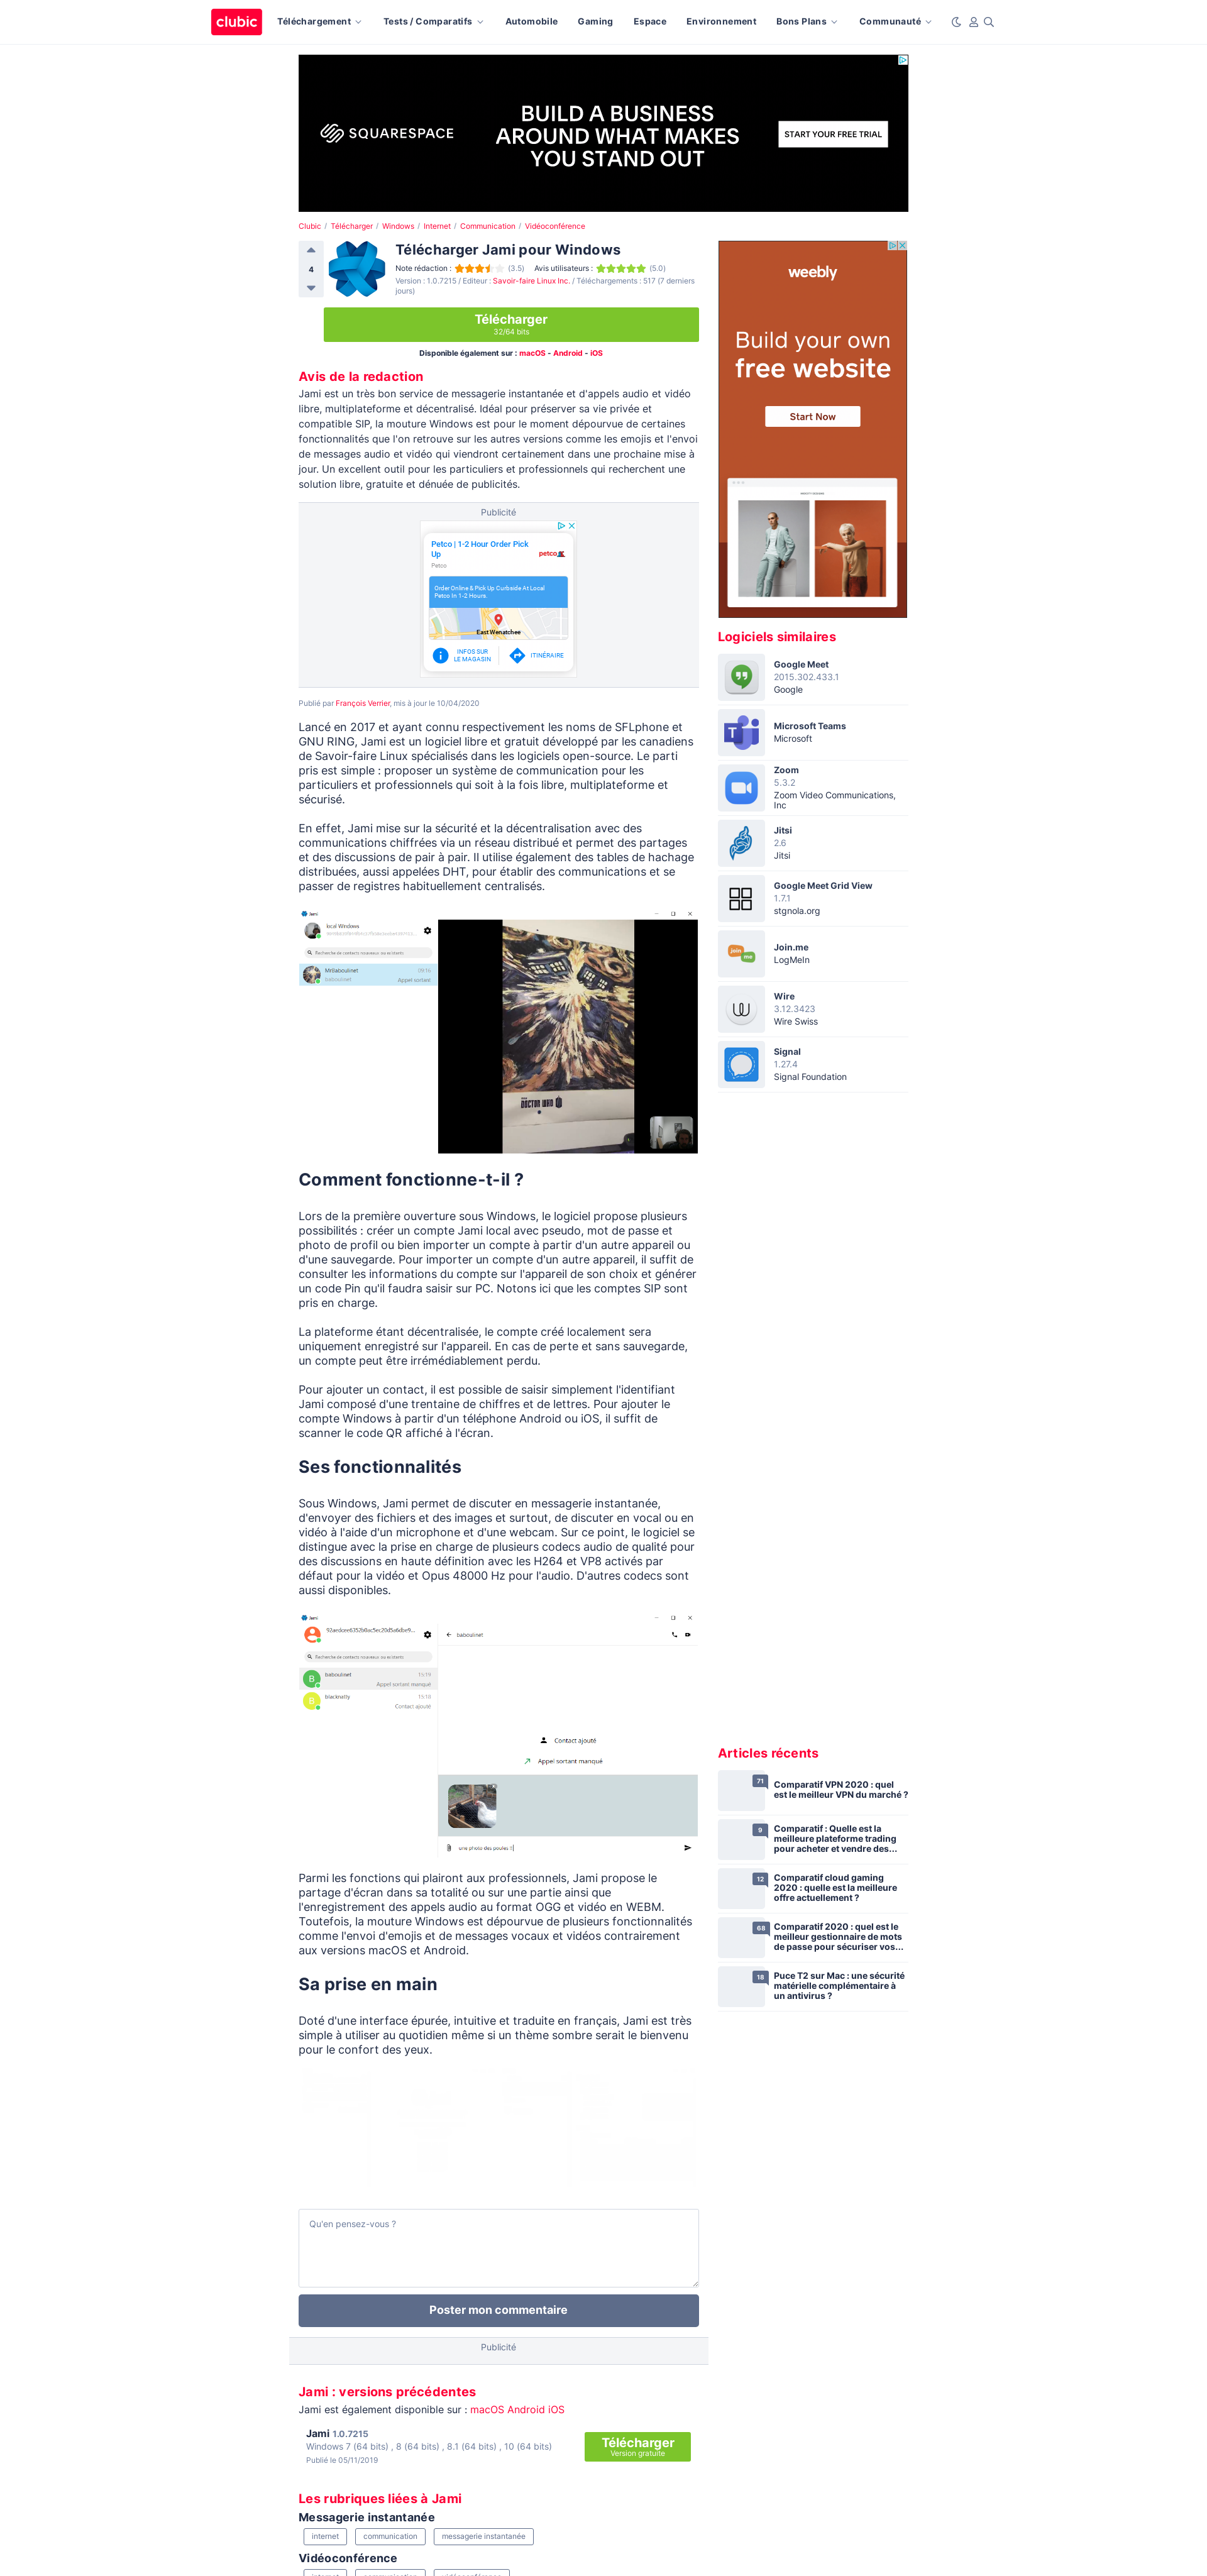 clubic
Téléchargement
Tests / Comparatifs
Automobile
Gaming
Espace
Environnement
Bons Plans
Communauté
SQUARESPACE
BUILD A BUSINESS
AROUND WHAT MAKES
YOU STAND OUT
START YOUR FREE TRIAL
Clubic / Télécharger / Windows / Internet / Communication / Vidéoconférence
4
Télécharger Jami pour Windows
Note rédaction : (3.5) Avis utilisateurs : (5.0)
Version : 1.0.7215 / Editeur : Savoir-faire Linux Inc. / Téléchargements : 517 (7 derniers
jours)
Télécharger
32/64 bits
Disponible également sur : macOS - Android - iOS
Avis de la redaction
Jami est un très bon service de messagerie instantanée et d'appels audio et vidéo
libre, multiplateforme et décentralisé. Idéal pour préserver sa vie privée et
compatible SIP, la mouture Windows est pour le moment dépourvue de certaines
fonctionnalités que l'on retrouve sur les autres versions comme les emojis et l'envoi
de messages audio et vidéo qui viendront certainement dans une prochaine mise à
jour. Un excellent outil pour les particuliers et professionnels qui recherchent une
solution libre, gratuite et dénuée de publicités.
Publicité
Petco | 1-2 Hour Order Pick
Up
Petco
petco
Order Online & Pick Up Curbside At Local
Petco In 1-2 Hours.
East Wenatchee
INFOS SUR
LE MAGASIN
ITINÉRAIRE
Publié par François Verrier, mis à jour le 10/04/2020
Lancé en 2017 et ayant connu respectivement les noms de SFLphone et
GNU RING, Jami est un logiciel libre et gratuit développé par les canadiens
de Savoir-faire Linux spécialisés dans les logiciels open-source. Le parti
pris est simple : proposer un système de communication pour les
particuliers et professionnels qui soit à la fois libre, multiplateforme et
sécurisé.
En effet, Jami mise sur la sécurité et la décentralisation avec des
communications chiffrées via un réseau distribué et permet des partages
et des discussions de pair à pair. Il utilise également des tables de hachage
distribuées, aussi appelées DHT, pour établir des communications et se
passer de registres habituellement centralisés.
Jami
local Windows
Recherche de contacts nouveaux ou existants
MrBaboulinet
baboulinet
Appel sortant
DOCTOR WHO
Comment fonctionne-t-il ?
Lors de la première ouverture sous Windows, le logiciel propose plusieurs
possibilités : créer un compte Jami local avec pseudo, mot de passe et
photo de profil ou bien importer un compte à partir d'un autre appareil ou
d'une sauvegarde. Pour importer un compte d'un autre appareil, il suffit de
consulter les informations du compte sur l'appareil de son choix et générer
un code Pin qu'il faudra saisir sur PC. Notons ici que les comptes SIP sont
pris en charge.
La plateforme étant décentralisée, le compte créé localement sera
uniquement enregistré sur l'appareil. En cas de perte et sans sauvegarde,
un compte peut être irrémédiablement perdu.
Pour ajouter un contact, il est possible de saisir simplement l'identifiant
Jami composé d'une trentaine de chiffres et de lettres. Pour ajouter le
compte Windows à partir d'un téléphone Android ou iOS, il suffit de
scanner le code QR affiché à l'écran.
Ses fonctionnalités
Sous Windows, Jami permet de discuter en messagerie instantanée,
d'envoyer des fichiers et des images et surtout, de discuter en vocal ou en
vidéo à l'aide d'un microphone et d'une webcam. Sur ce point, le logiciel se
distingue avec la prise en charge de plusieurs codecs audio de qualité pour
des discussions en haute définition avec les H264 et VP8 activés par
défaut pour la vidéo et Opus 48000 Hz pour l'audio. D'autres codecs sont
aussi disponibles.
Jami
baboulinet
Recherche de contacts nouveaux ou existants
B
baboulinet
15:19
Appel sortant manqué
B
blacknally
15:18
Contact ajouté
Contact ajouté
Appel sortant manqué
une photo des poules :)
Parmi les fonctions qui plairont aux professionnels, Jami propose le
partage d'écran dans sa totalité ou sur une partie ainsi que
l'enregistrement des appels audio au format OGG et vidéo en WEBM.
Toutefois, la mouture Windows est dépourvue de plusieurs fonctionnalités
comme l'envoi d'emojis et de messages vocaux et vidéos contrairement
aux versions macOS et Android.
Sa prise en main
Doté d'une interface épurée, intuitive et traduite en français, Jami est très
simple à utiliser au quotidien même si un thème sombre serait le bienvenu
pour le confort des yeux.
Qu'en pensez-vous ?
Poster mon commentaire
Publicité
Jami : versions précédentes
Jami est également disponible sur : macOS Android iOS
Jami 1.0.7215
Windows 7 (64 bits) , 8 (64 bits) , 8.1 (64 bits) , 10 (64 bits)
Publié le 05/11/2019
Télécharger
Version gratuite
Les rubriques liées à Jami
Messagerie instantanée
internet
communication
messagerie instantanée
Vidéoconférence
weebly
Build your own
free website
Start Now
Logiciels similaires
Google Meet
2015.302.433.1
Google
Microsoft Teams
Microsoft
Zoom
5.3.2
Zoom Video Communications,
Inc
Jitsi
2.6
Jitsi
Google Meet Grid View
1.7.1
stgnola.org
join me
Join.me
LogMeIn
Wire
3.12.3423
Wire Swiss
Signal
1.27.4
Signal Foundation
Articles récents
71
Comparatif VPN 2020 : quel
est le meilleur VPN du marché ?
9
Comparatif : Quelle est la
meilleure plateforme trading
pour acheter et vendre des...
12
Comparatif cloud gaming
2020 : quelle est la meilleure
offre actuellement ?
68
Comparatif 2020 : quel est le
meilleur gestionnaire de mots
de passe pour sécuriser vos...
18
Puce T2 sur Mac : une sécurité
matérielle complémentaire à
un antivirus ?